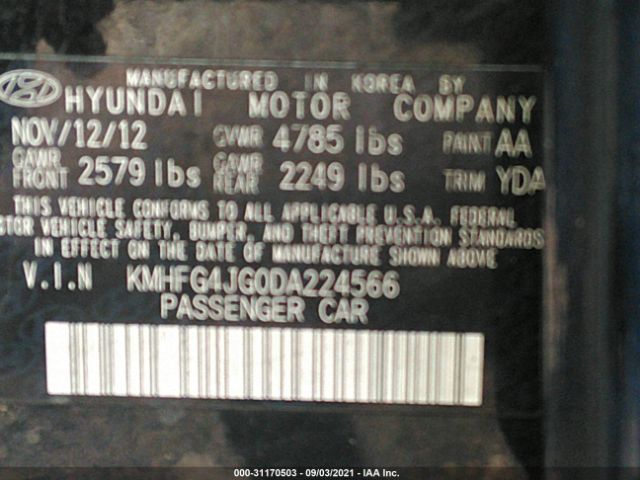 MANUFACTURED IN KOREA BY
HYUNDAI MOTOR COMPANY
NOV/12/12 GVWR 4785 lbs PAINT AA
GAWR FRONT 2579 lbs GAWR REAR 2249 lbs TRIM YDA
THIS VEHICLE CONFORMS TO ALL APPLICABLE U.S.A. FEDERAL
MOTOR VEHICLE SAFETY, BUMPER, AND THEFT PREVENTION STANDARDS
IN EFFECT ON THE DATE OF MANUFACTURE SHOWN ABOVE.
V.I.N KMHFG4JG0DA224566
PASSENGER CAR
000-31170503 - 09/03/2021 - IAA Inc.